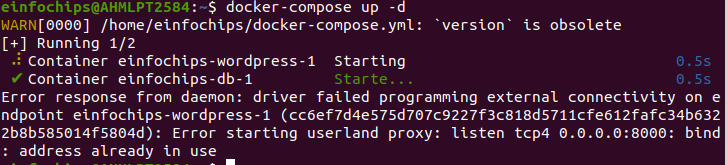 einfochips@AHMLPT2584:~$ docker-compose up -d
WARN[0000] /home/einfochips/docker-compose.yml: `version` is obsolete
[+] Running 1/2
⠼ Container einfochips-wordpress-1 Starting 0.5s
✔ Container einfochips-db-1 Starte... 0.5s
Error response from daemon: driver failed programming external connectivity on e
ndpoint einfochips-wordpress-1 (cc6ef7d4e575d707c9227f3c818d5711cfe612fafc34b632
2b8b585014f5804d): Error starting userland proxy: listen tcp4 0.0.0.0:8000: bind
: address already in use
einfochips@AHMLPT2584:~$